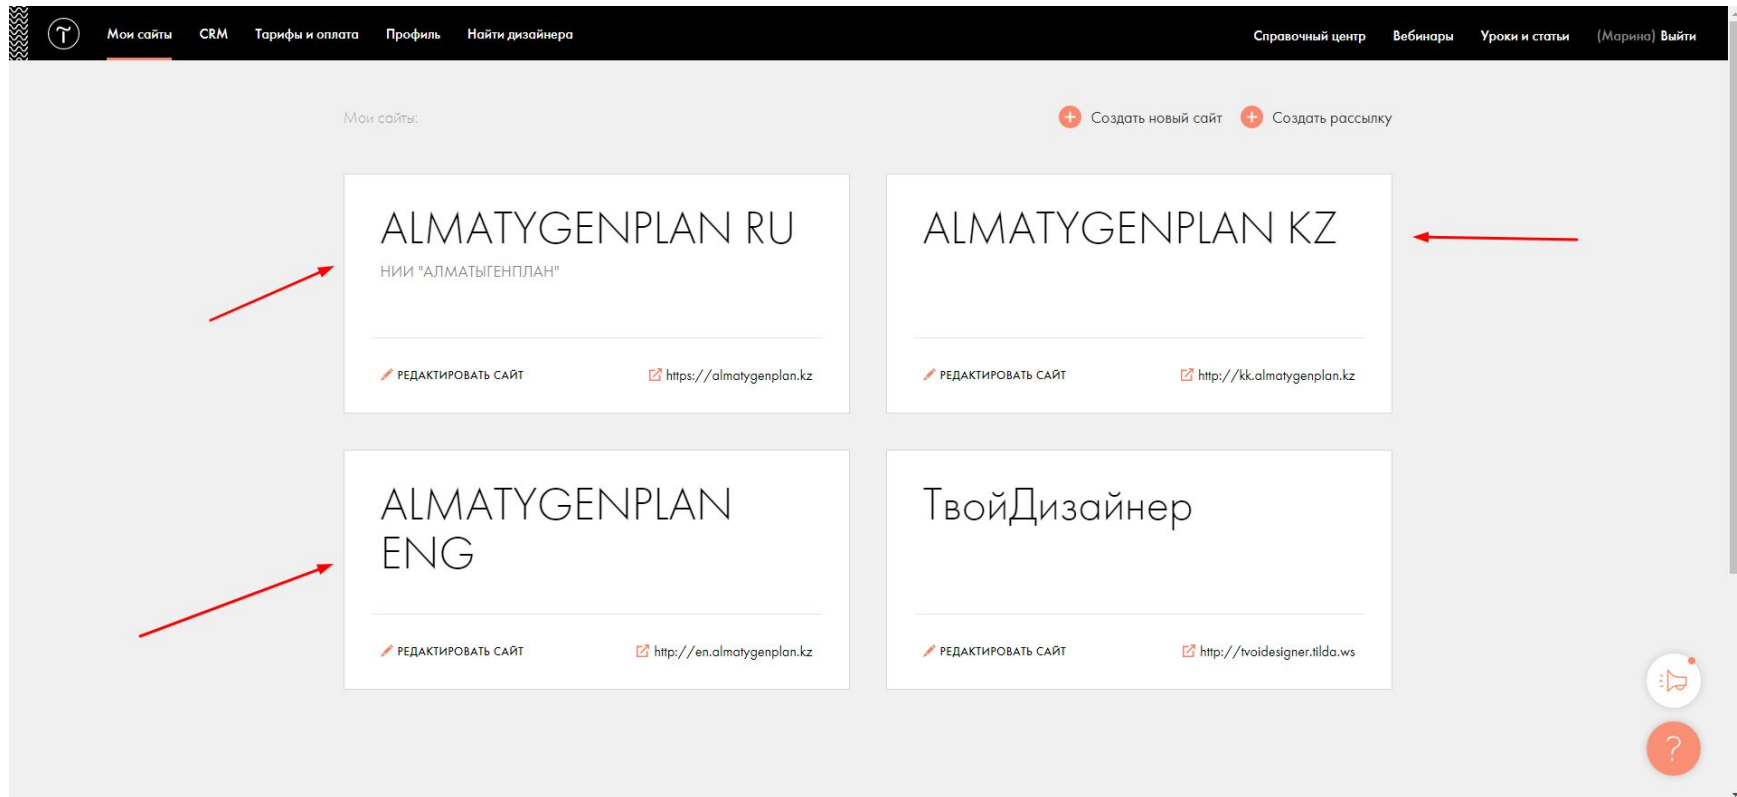 Мои сайты CRM Тарифы и оплата Профиль Найти дизайнера Справочный центр Вебинары Уроки и статьи (Марина) Выйти
Мои сайты: Создать новый сайт Создать рассылку
ALMATYGENPLAN RU
НИИ "АЛМАТЫГЕНПЛАН"
РЕДАКТИРОВАТЬ САЙТ https://almatygenplan.kz
ALMATYGENPLAN KZ
РЕДАКТИРОВАТЬ САЙТ http://kk.almatygenplan.kz
ALMATYGENPLAN
ENG
РЕДАКТИРОВАТЬ САЙТ http://en.almatygenplan.kz
ТвойДизайнер
РЕДАКТИРОВАТЬ САЙТ http://tvoidesigner.tilda.ws
?